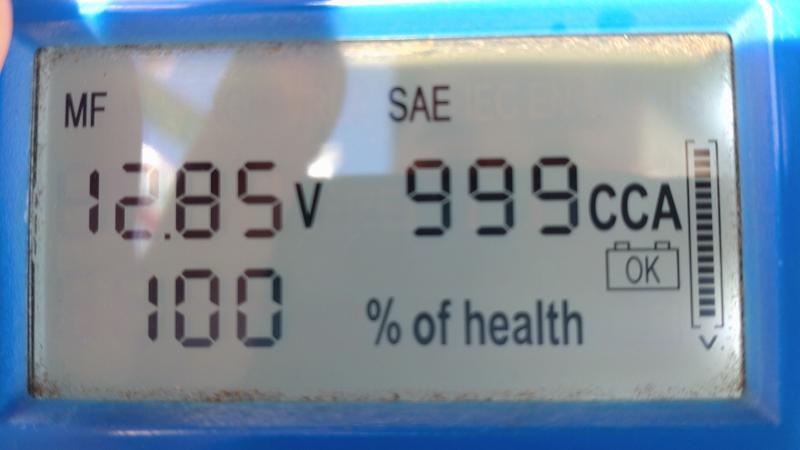 MF SAE
12.85 V 999 CCA
OK
100 % of health